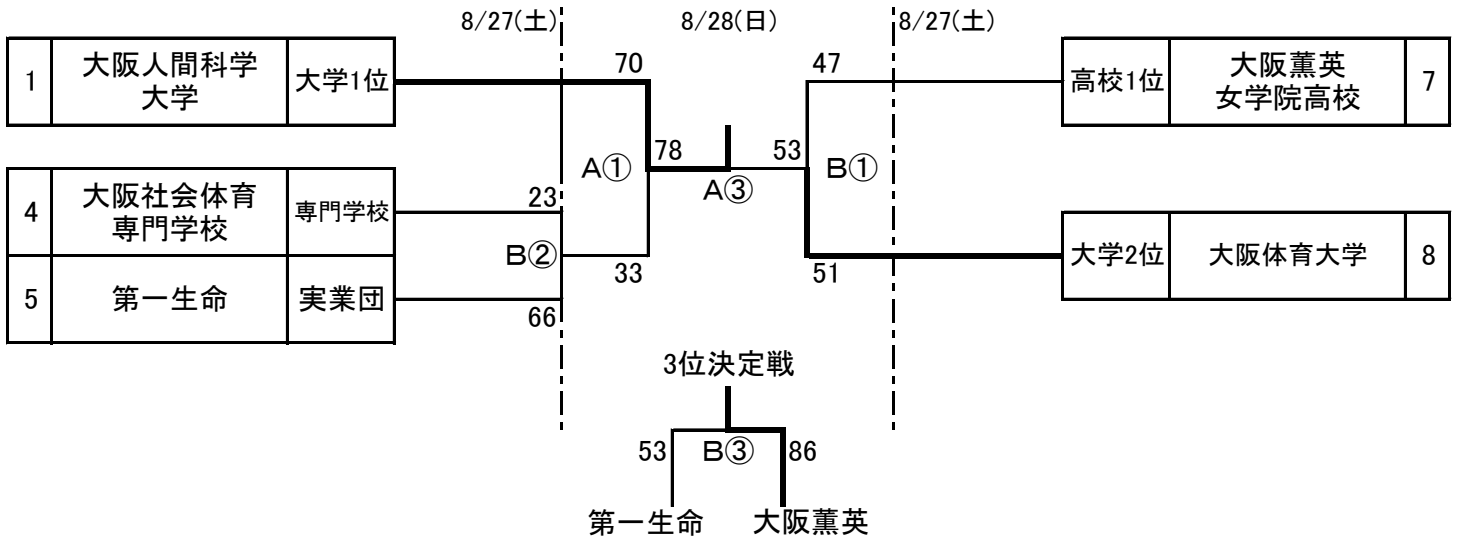 8/27(土)
8/28(日)
8/27(土)
1
大阪人間科学
大学
大学1位
70
47
高校1位
大阪薫英
女学院高校
7
A①
78
53
B①
A③
4
大阪社会体育
専門学校
専門学校
23
5
第一生命
実業団
B②
66
33
51
大学2位
大阪体育大学
8
3位決定戦
53
B③
86
第一生命
大阪薫英